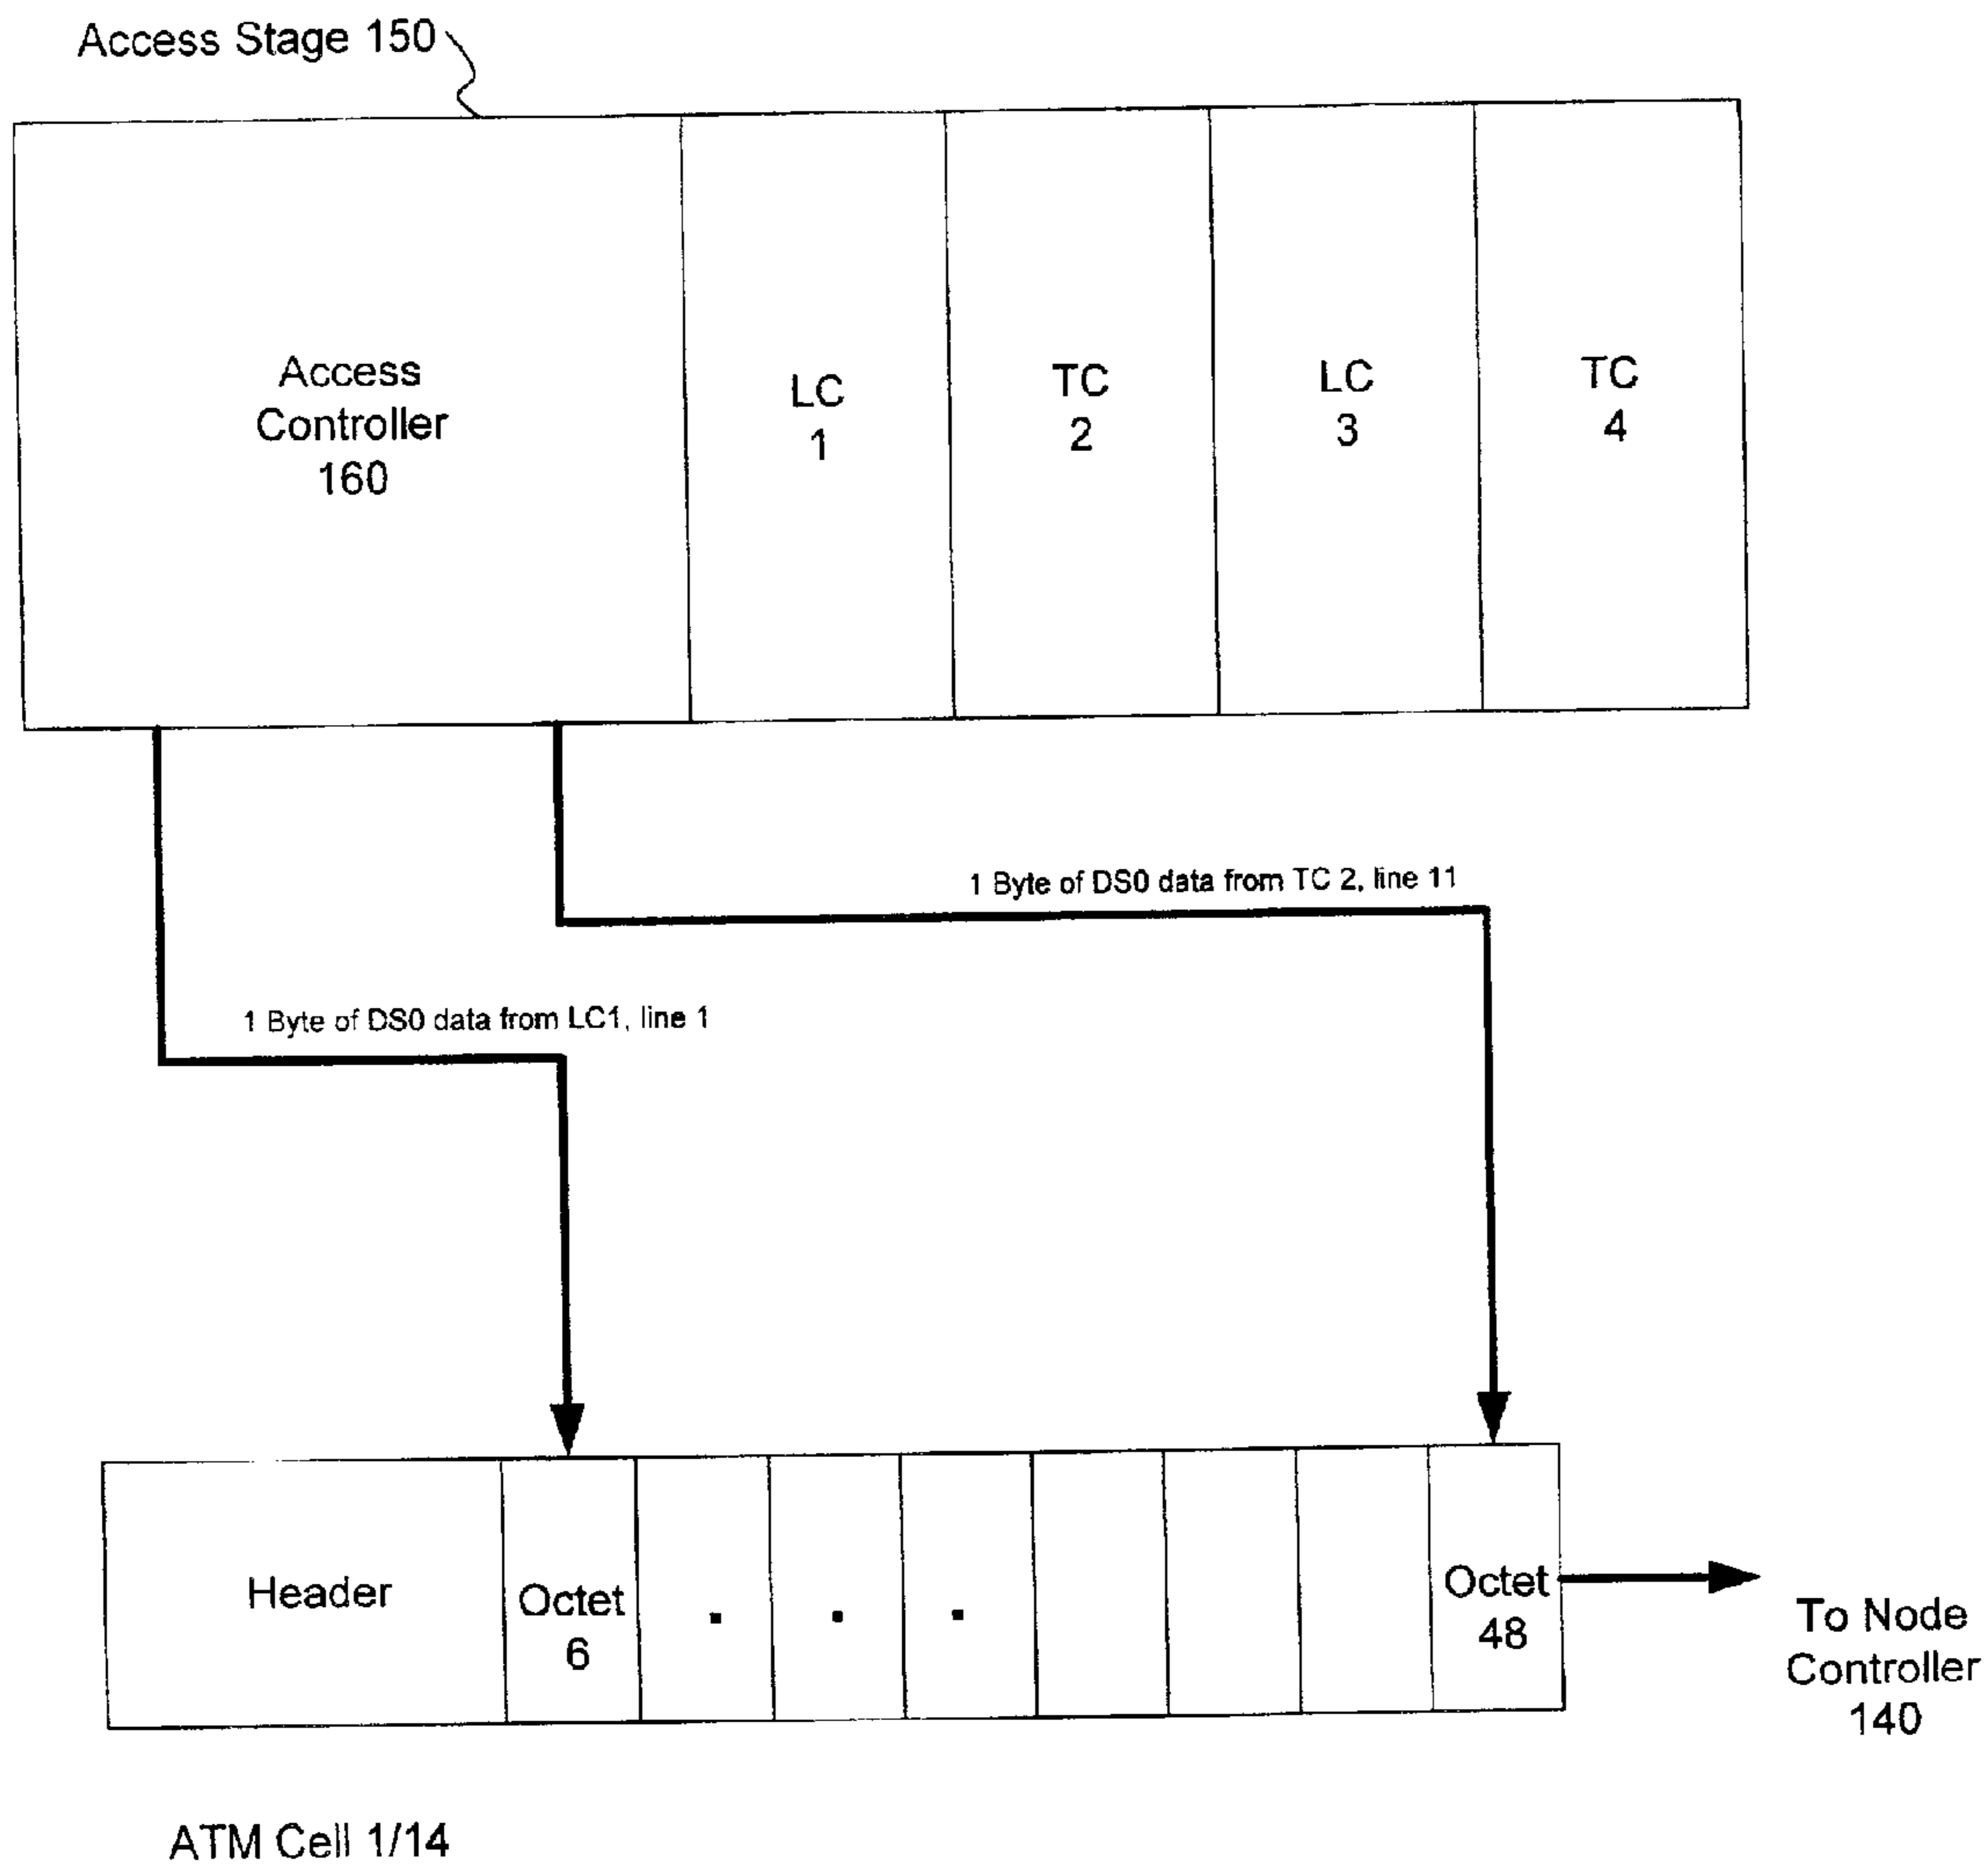 Access Stage 150
Access
Controller
160
LC
1
TC
2
LC
3
TC
4
1 Byte of DS0 data from TC 2, line 11
1 Byte of DS0 data from LC1, line 1
Header
Octet
6
. . .
Octet
48
To Node
Controller
140
ATM Cell 1/14